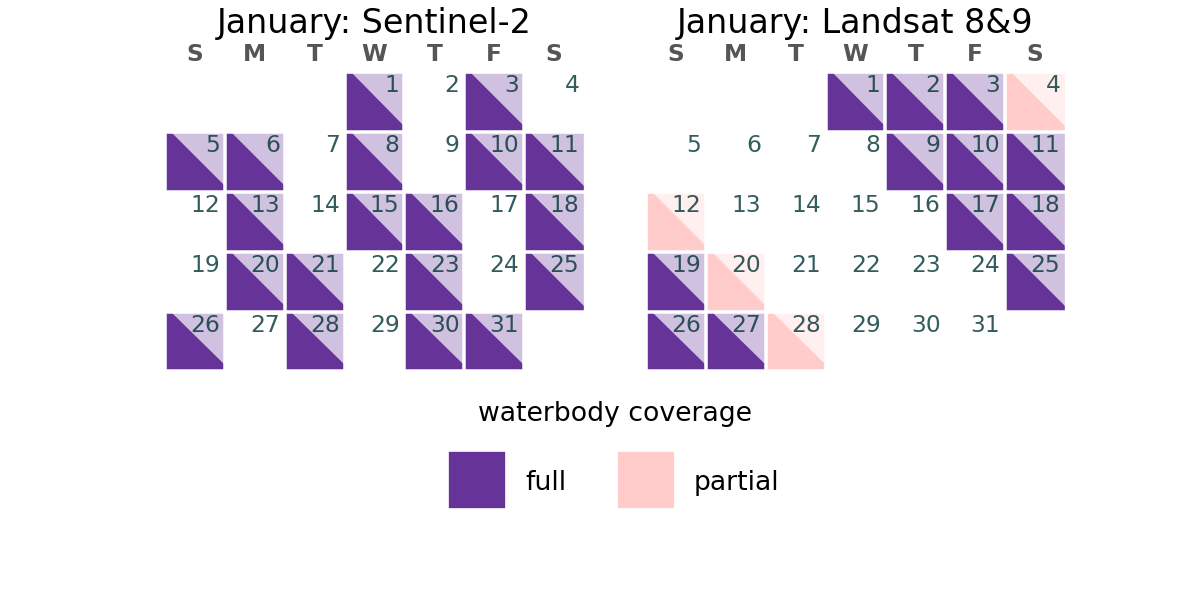 January: Sentinel-2
S M T W T F S
1 2 3 4
5 6 7 8 9 10 11
12 13 14 15 16 17 18
19 20 21 22 23 24 25
26 27 28 29 30 31
January: Landsat 8&9
S M T W T F S
1 2 3 4
5 6 7 8 9 10 11
12 13 14 15 16 17 18
19 20 21 22 23 24 25
26 27 28 29 30 31
waterbody coverage
full
partial